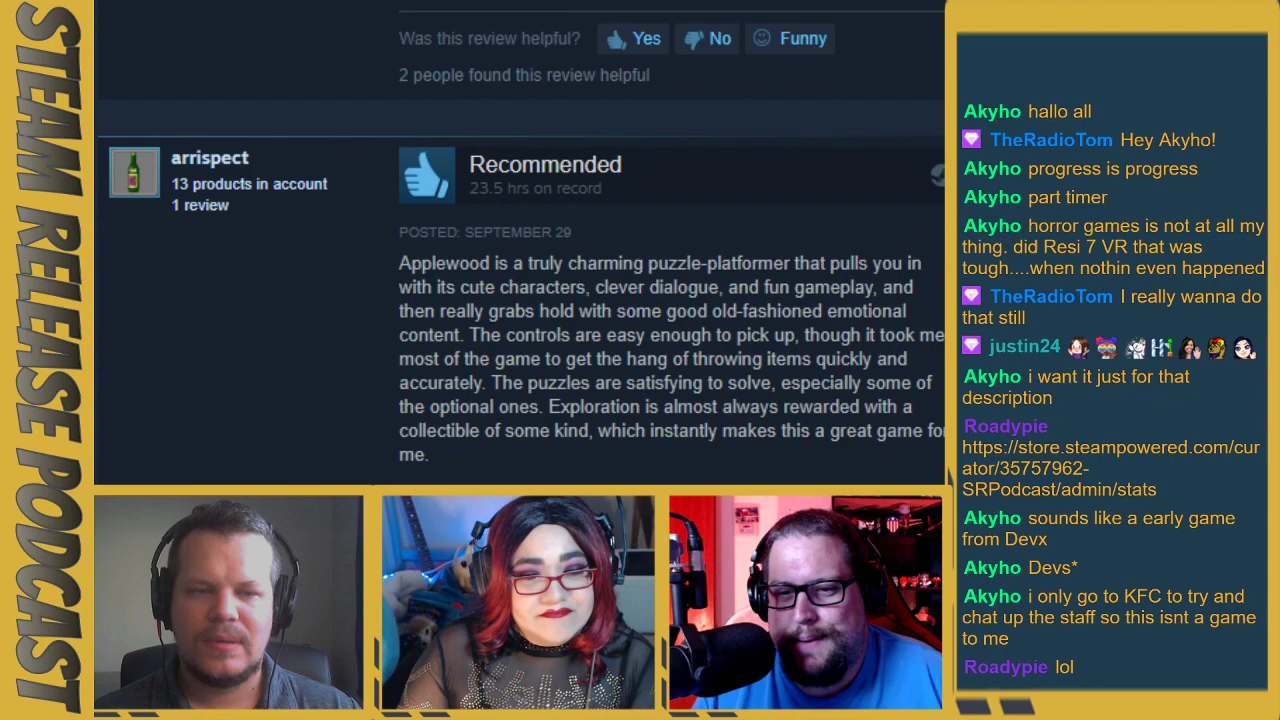 STEAM RELEASE PODCAST
Was this review helpful? Yes No Funny
2 people found this review helpful
arrispect
13 products in account
1 review
Recommended
23.5 hrs on record
POSTED: SEPTEMBER 29
Applewood is a truly charming puzzle-platformer that pulls you in
with its cute characters, clever dialogue, and fun gameplay, and
then really grabs hold with some good old-fashioned emotional
content. The controls are easy enough to pick up, though it took me
most of the game to get the hang of throwing items quickly and
accurately. The puzzles are satisfying to solve, especially some of
the optional ones. Exploration is almost always rewarded with a
collectible of some kind, which instantly makes this a great game for
me.
Akyho hallo all
TheRadioTom Hey Akyho!
Akyho progress is progress
Akyho part timer
Akyho horror games is not at all my
thing. did Resi 7 VR that was
tough....when nothin even happened
TheRadioTom I really wanna do
that still
justin24
Akyho i want it just for that
description
Roadypie
https://store.steampowered.com/cur
ator/35757962-
SRPodcast/admin/stats
Akyho sounds like a early game
from Devx
Akyho Devs*
Akyho i only go to KFC to try and
chat up the staff so this isnt a game
to me
Roadypie lol